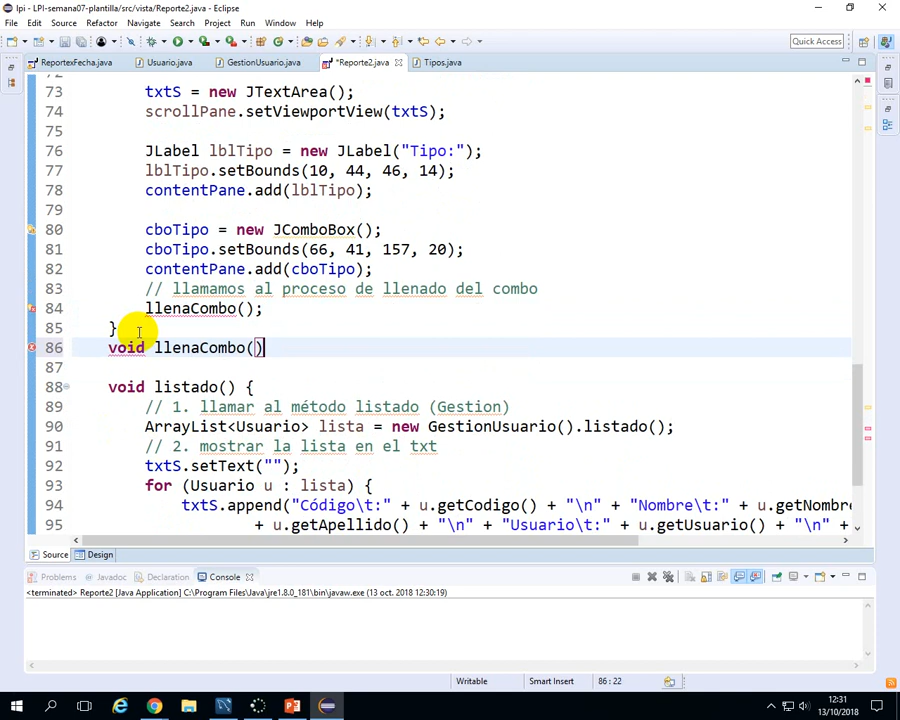 lpi - LPI-semana07-plantilla/src/vista/Reporte2.java - Eclipse
File Edit Source Refactor Navigate Search Project Run Window Help
Quick Access
ReportexFecha.java Usuario.java GestionUsuario.java *Reporte2.java Tipos.java
73 txtS = new JTextArea();
74 scrollPane.setViewportView(txtS);
75
76 JLabel lblTipo = new JLabel("Tipo:");
77 lblTipo.setBounds(10, 44, 46, 14);
78 contentPane.add(lblTipo);
79
80 cboTipo = new JComboBox();
81 cboTipo.setBounds(66, 41, 157, 20);
82 contentPane.add(cboTipo);
83 // llamamos al proceso de llenado del combo
84 llenaCombo();
85 }
86 void llenaCombo()
87
88 void listado() {
89 // 1. llamar al método listado (Gestion)
90 ArrayList<Usuario> lista = new GestionUsuario().listado();
91 // 2. mostrar la lista en el txt
92 txtS.setText("");
93 for (Usuario u : lista) {
94 txtS.append("Código\t:" + u.getCodigo() + "\n" + "Nombre\t:" + u.getNombre
95 + u.getApellido() + "\n" + "Usuario\t:" + u.getUsuario() + "\n" +
Source Design
Problems Javadoc Declaration Console
<terminated> Reporte2 [Java Application] C:\Program Files\Java\jre1.8.0_181\bin\javaw.exe (13 oct. 2018 12:30:19)
Writable Smart Insert 86 : 22
12:31
13/10/2018